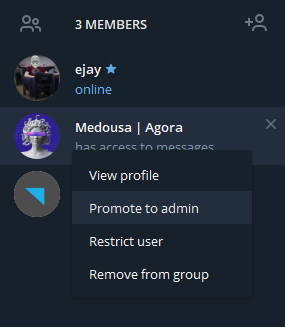 3 MEMBERS
ejay
online
Medousa | Agora
has access to messages
View profile
Promote to admin
Restrict user
Remove from group